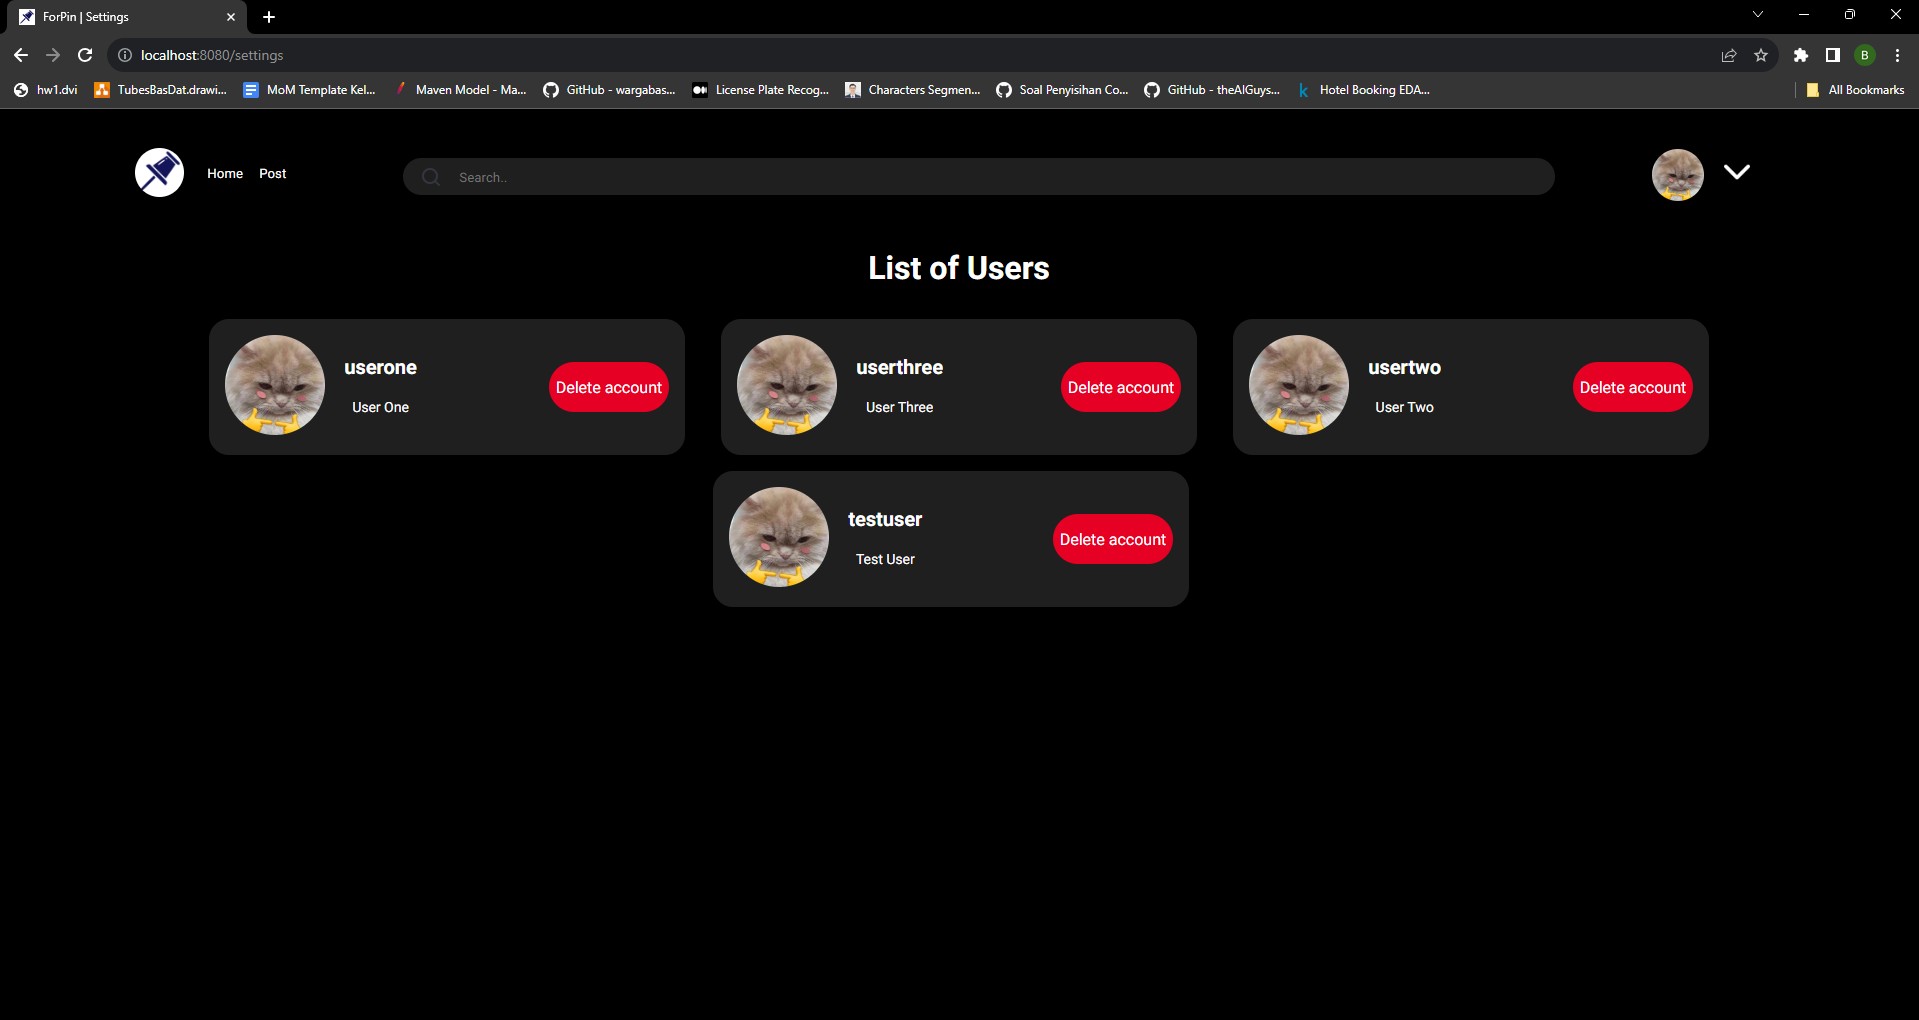 ForPin | Settings
localhost:8080/settings
B
hw1.dvi
TubesBasDat.drawi...
MoM Template Kel...
Maven Model - Ma...
GitHub - wargabas...
License Plate Recog...
Characters Segmen...
Soal Penyisihan Co...
GitHub - theAIGuys...
Hotel Booking EDA...
All Bookmarks
Home
Post
Search..
List of Users
userone
User One
Delete account
userthree
User Three
Delete account
usertwo
User Two
Delete account
testuser
Test User
Delete account